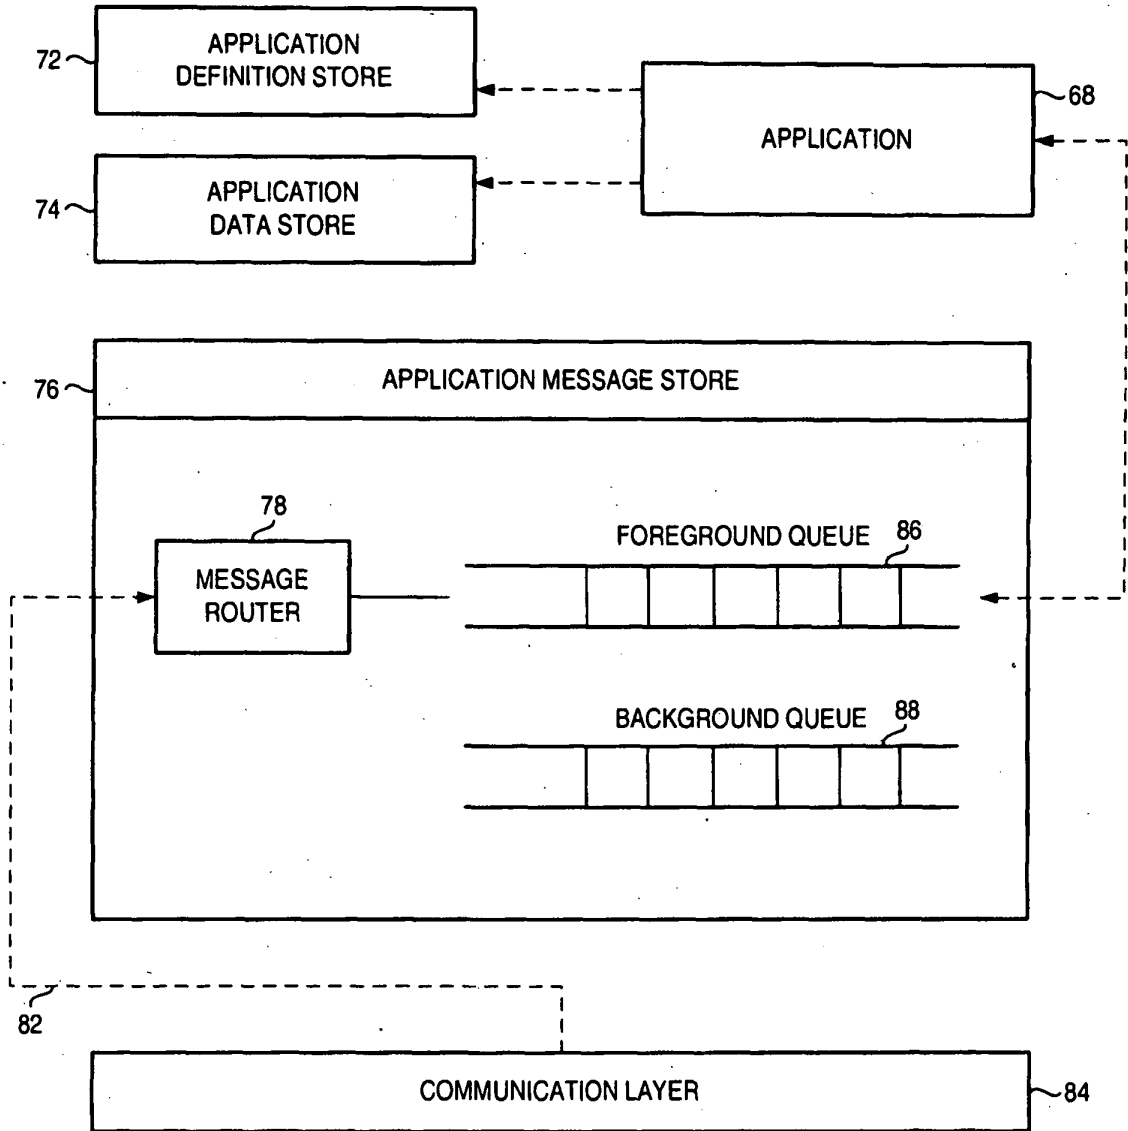 APPLICATION
DEFINITION STORE
72
APPLICATION
68
APPLICATION
DATA STORE
74
76
APPLICATION MESSAGE STORE
78
MESSAGE
ROUTER
FOREGROUND QUEUE
86
BACKGROUND QUEUE
88
82
COMMUNICATION LAYER
84